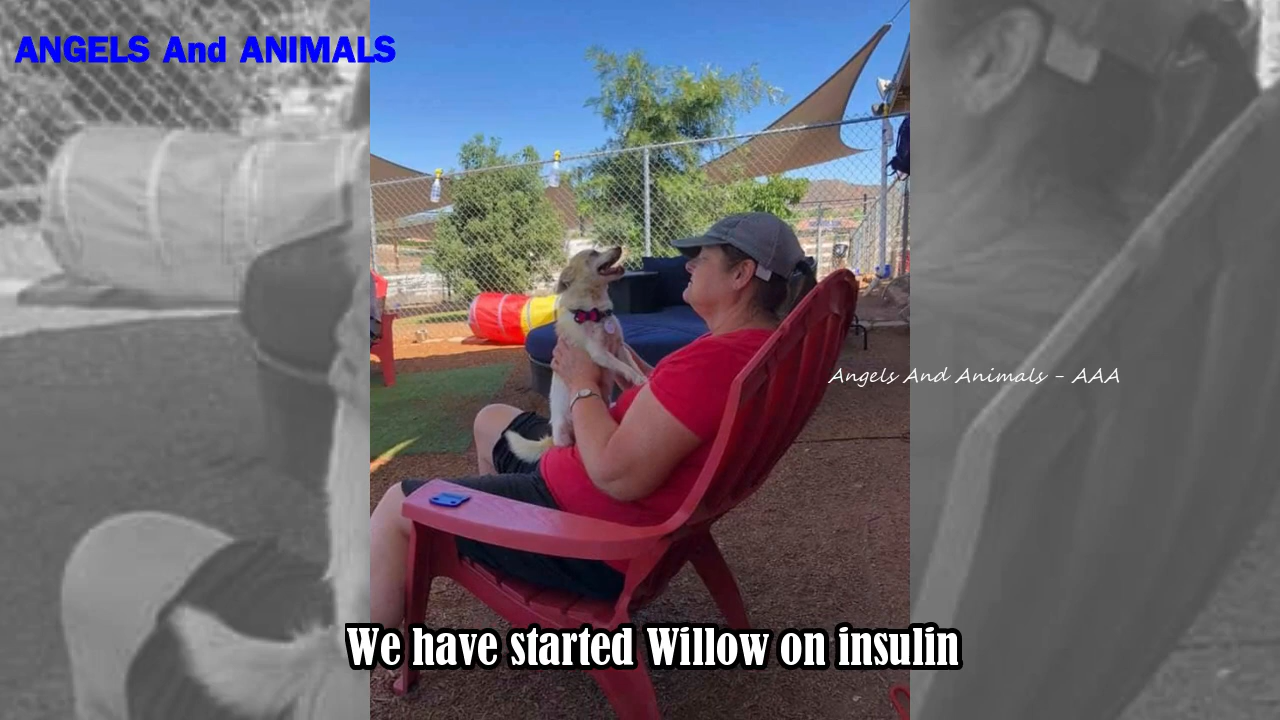 ANGELS And ANIMALS
Angels And Animals - AAA
We have started Willow on insulin